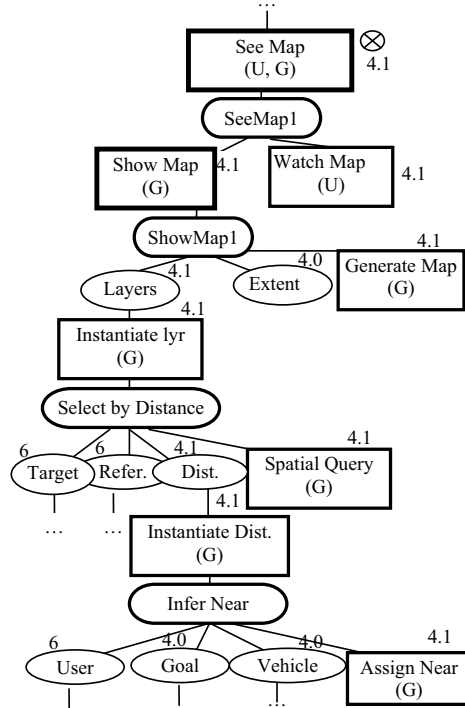 ...
See Map
(U, G)
4.1
SeeMap1
Show Map
(G)
4.1
Watch Map
(U)
4.1
ShowMap1
4.1
Layers
4.0
Extent
4.1
Generate Map
(G)
4.1
Instantiate lyr
(G)
Select by Distance
6
Target
6
Refer.
4.1
Dist.
4.1
Spatial Query
(G)
...
...
4.1
Instantiate Dist.
(G)
Infer Near
6
User
4.0
Goal
4.0
Vehicle
4.1
Assign Near
(G)
...